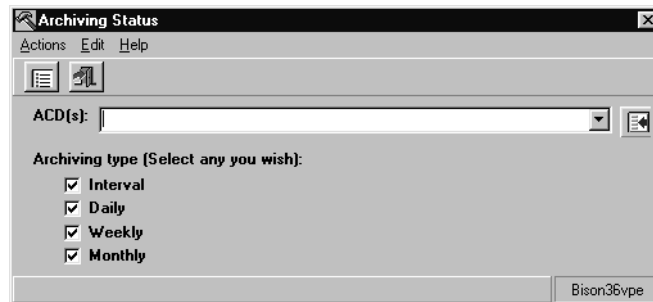 Archiving Status
Actions Edit Help
ACD(s):
Archiving type (Select any you wish):
Interval
Daily
Weekly
Monthly
Bison36vpe